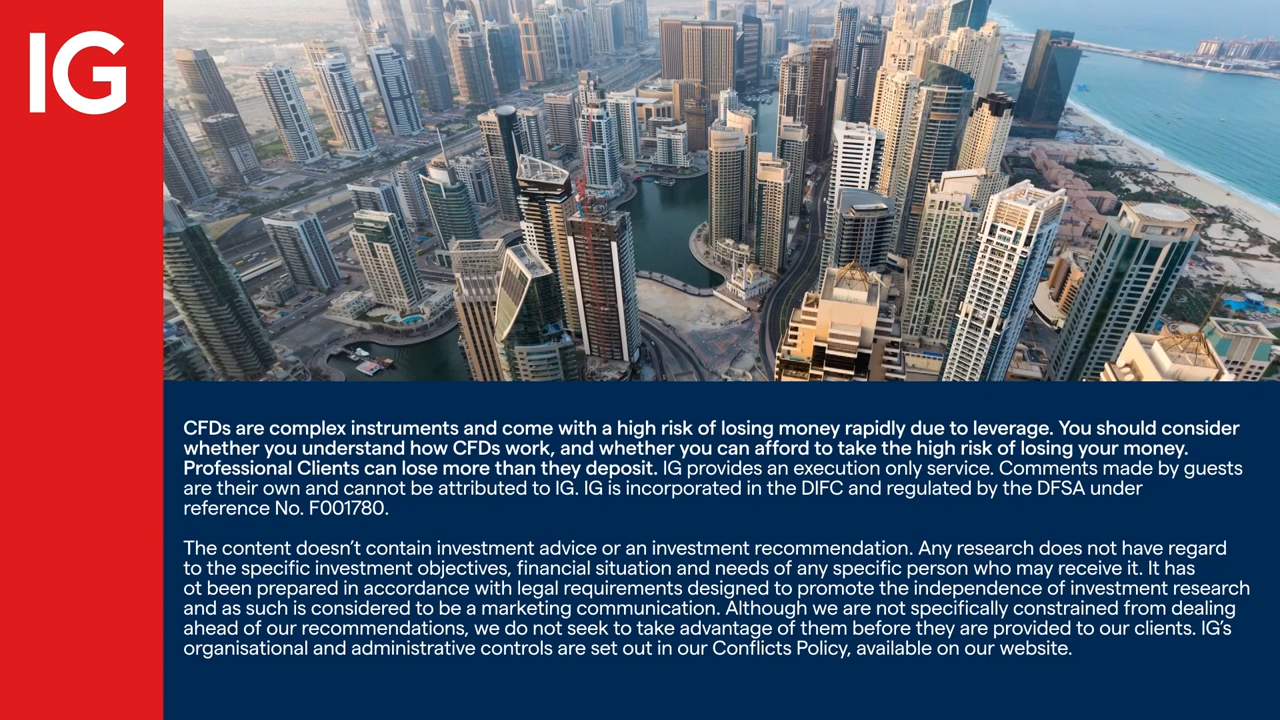 IG
CFDs are complex instruments and come with a high risk of losing money rapidly due to leverage. You should consider
whether you understand how CFDs work, and whether you can afford to take the high risk of losing your money.
Professional Clients can lose more than they deposit. IG provides an execution only service. Comments made by guests
are their own and cannot be attributed to IG. IG is incorporated in the DIFC and regulated by the DFSA under
reference No. F001780.
The content doesn’t contain investment advice or an investment recommendation. Any research does not have regard
to the specific investment objectives, financial situation and needs of any specific person who may receive it. It has
ot been prepared in accordance with legal requirements designed to promote the independence of investment research
and as such is considered to be a marketing communication. Although we are not specifically constrained from dealing
ahead of our recommendations, we do not seek to take advantage of them before they are provided to our clients. IG’s
organisational and administrative controls are set out in our Conflicts Policy, available on our website.